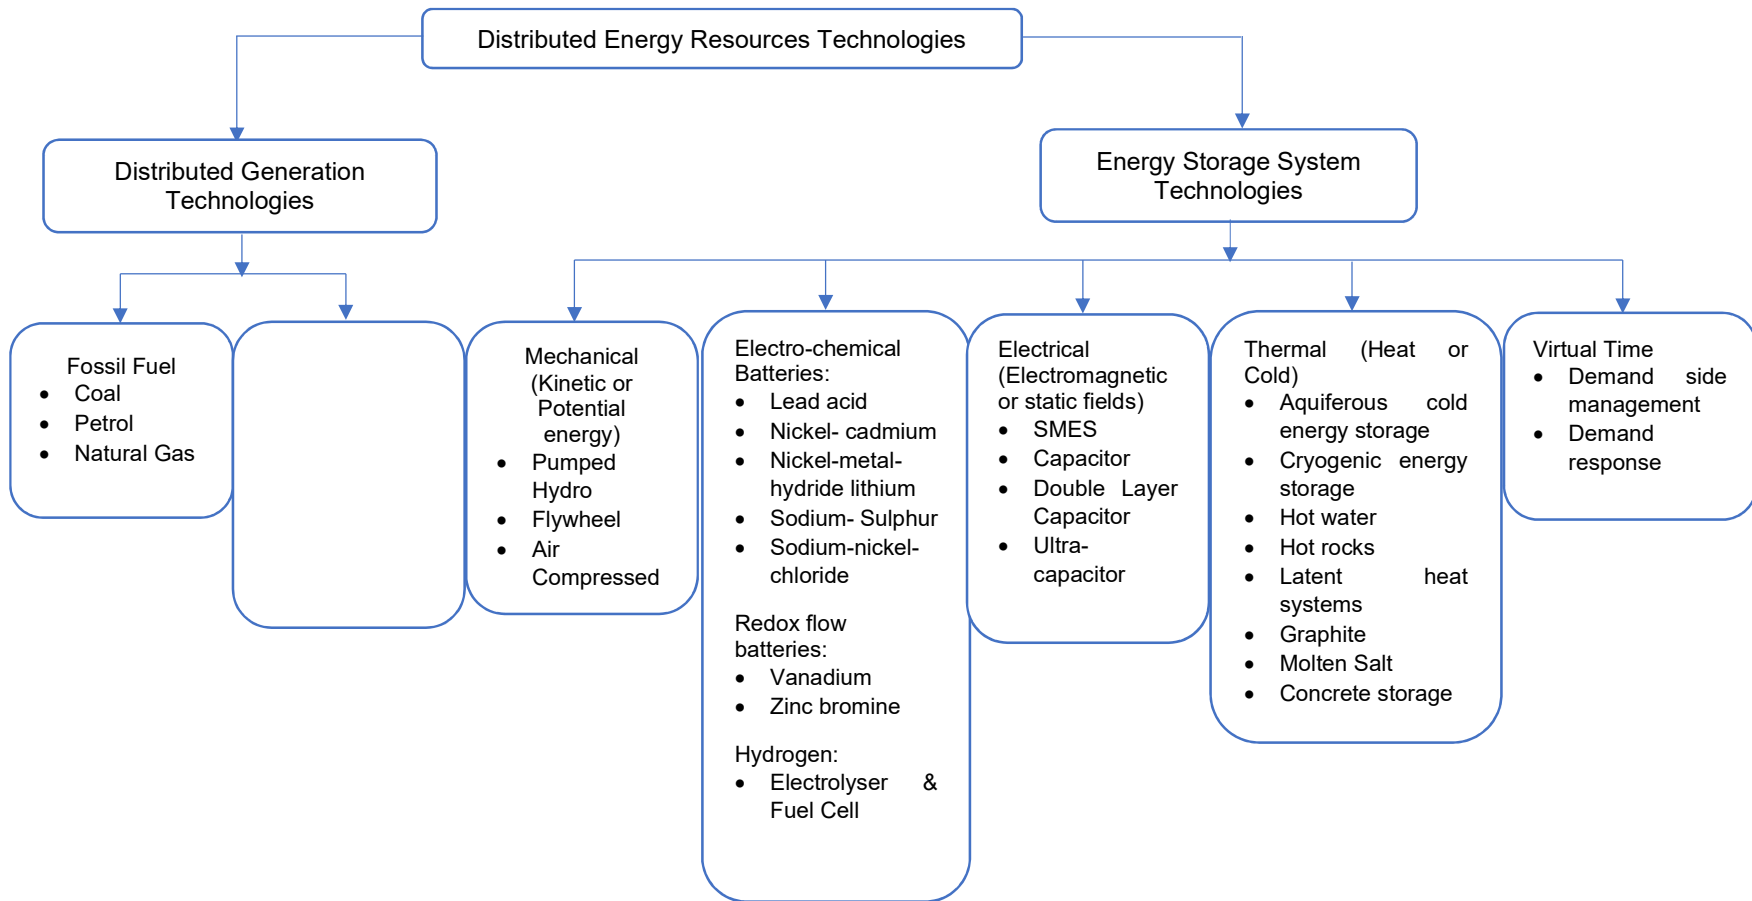 Distributed Energy Resources Technologies
Distributed Generation
Technologies
Energy Storage System
Technologies
Fossil Fuel
• Coal
• Petrol
• Natural Gas
Mechanical
(Kinetic or
Potential
energy)
• Pumped
Hydro
• Flywheel
• Air
Compressed
Electro-chemical
Batteries:
• Lead acid
• Nickel- cadmium
• Nickel-metal-
hydride lithium
• Sodium- Sulphur
• Sodium-nickel-
chloride
Redox flow
batteries:
• Vanadium
• Zinc bromine
Hydrogen:
• Electrolyser &
Fuel Cell
Electrical
(Electromagnetic
or static fields)
• SMES
• Capacitor
• Double Layer
Capacitor
• Ultra-
capacitor
Thermal (Heat or
Cold)
• Aquiferous cold
energy storage
• Cryogenic energy
storage
• Hot water
• Hot rocks
• Latent heat
systems
• Graphite
• Molten Salt
• Concrete storage
Virtual Time
• Demand side
management
• Demand
response